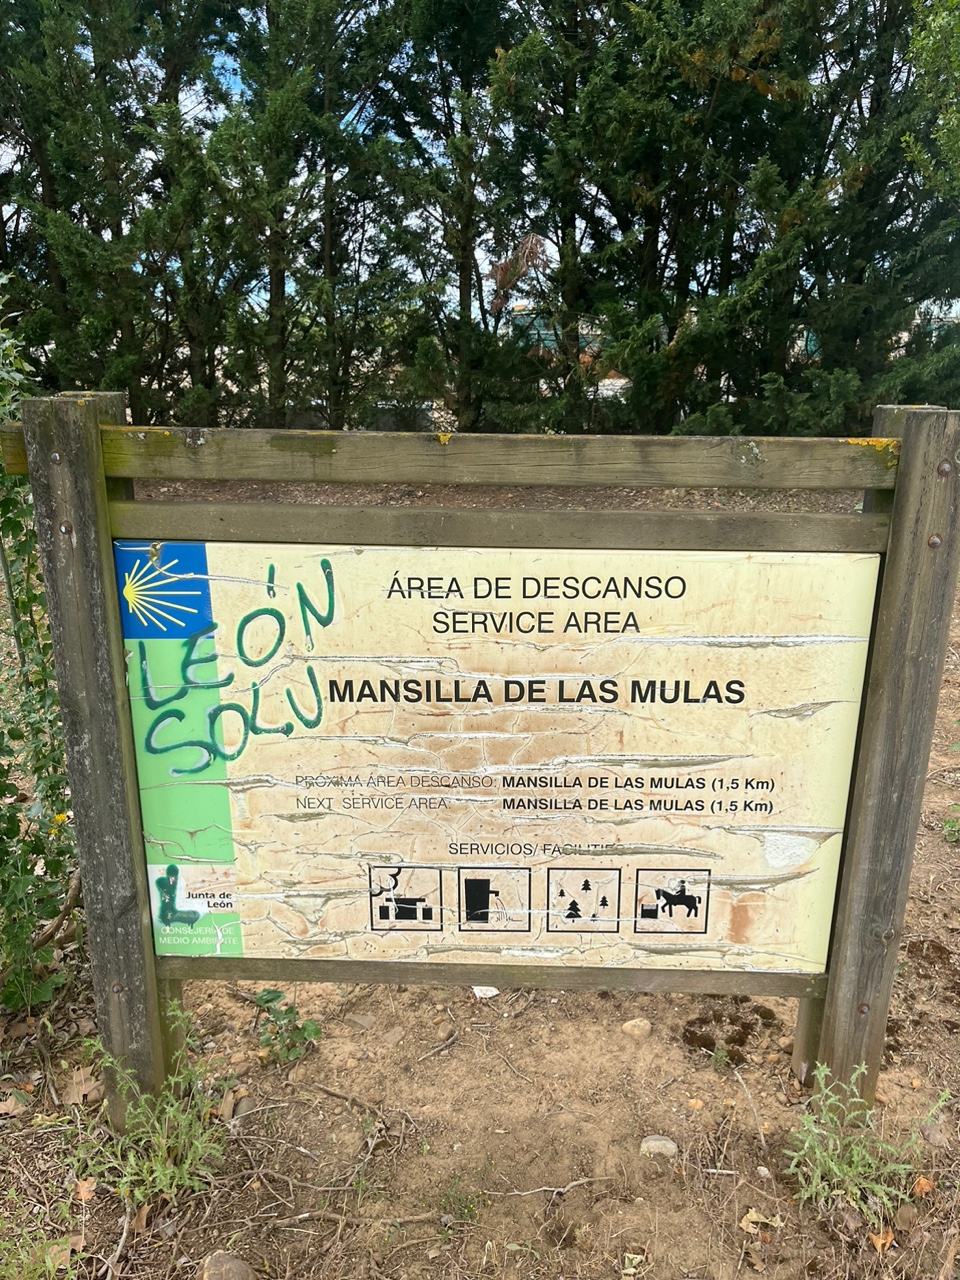 ÁREA DE DESCANSO
SERVICE AREA
LEÓN
SOLU
MANSILLA DE LAS MULAS
PRÓXIMA ÁREA DESCANSO: MANSILLA DE LAS MULAS (1,5 Km)
NEXT SERVICE AREA: MANSILLA DE LAS MULAS (1,5 Km)
SERVICIOS/ FACILITIES
L
Junta de
León
CONSEJERÍA DE
MEDIO AMBIENTE